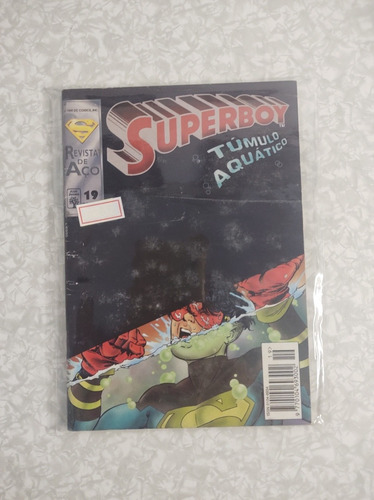 SUPERBOY
TÚMULO
AQUÁTICO
REVISTA
DE
AÇO
19